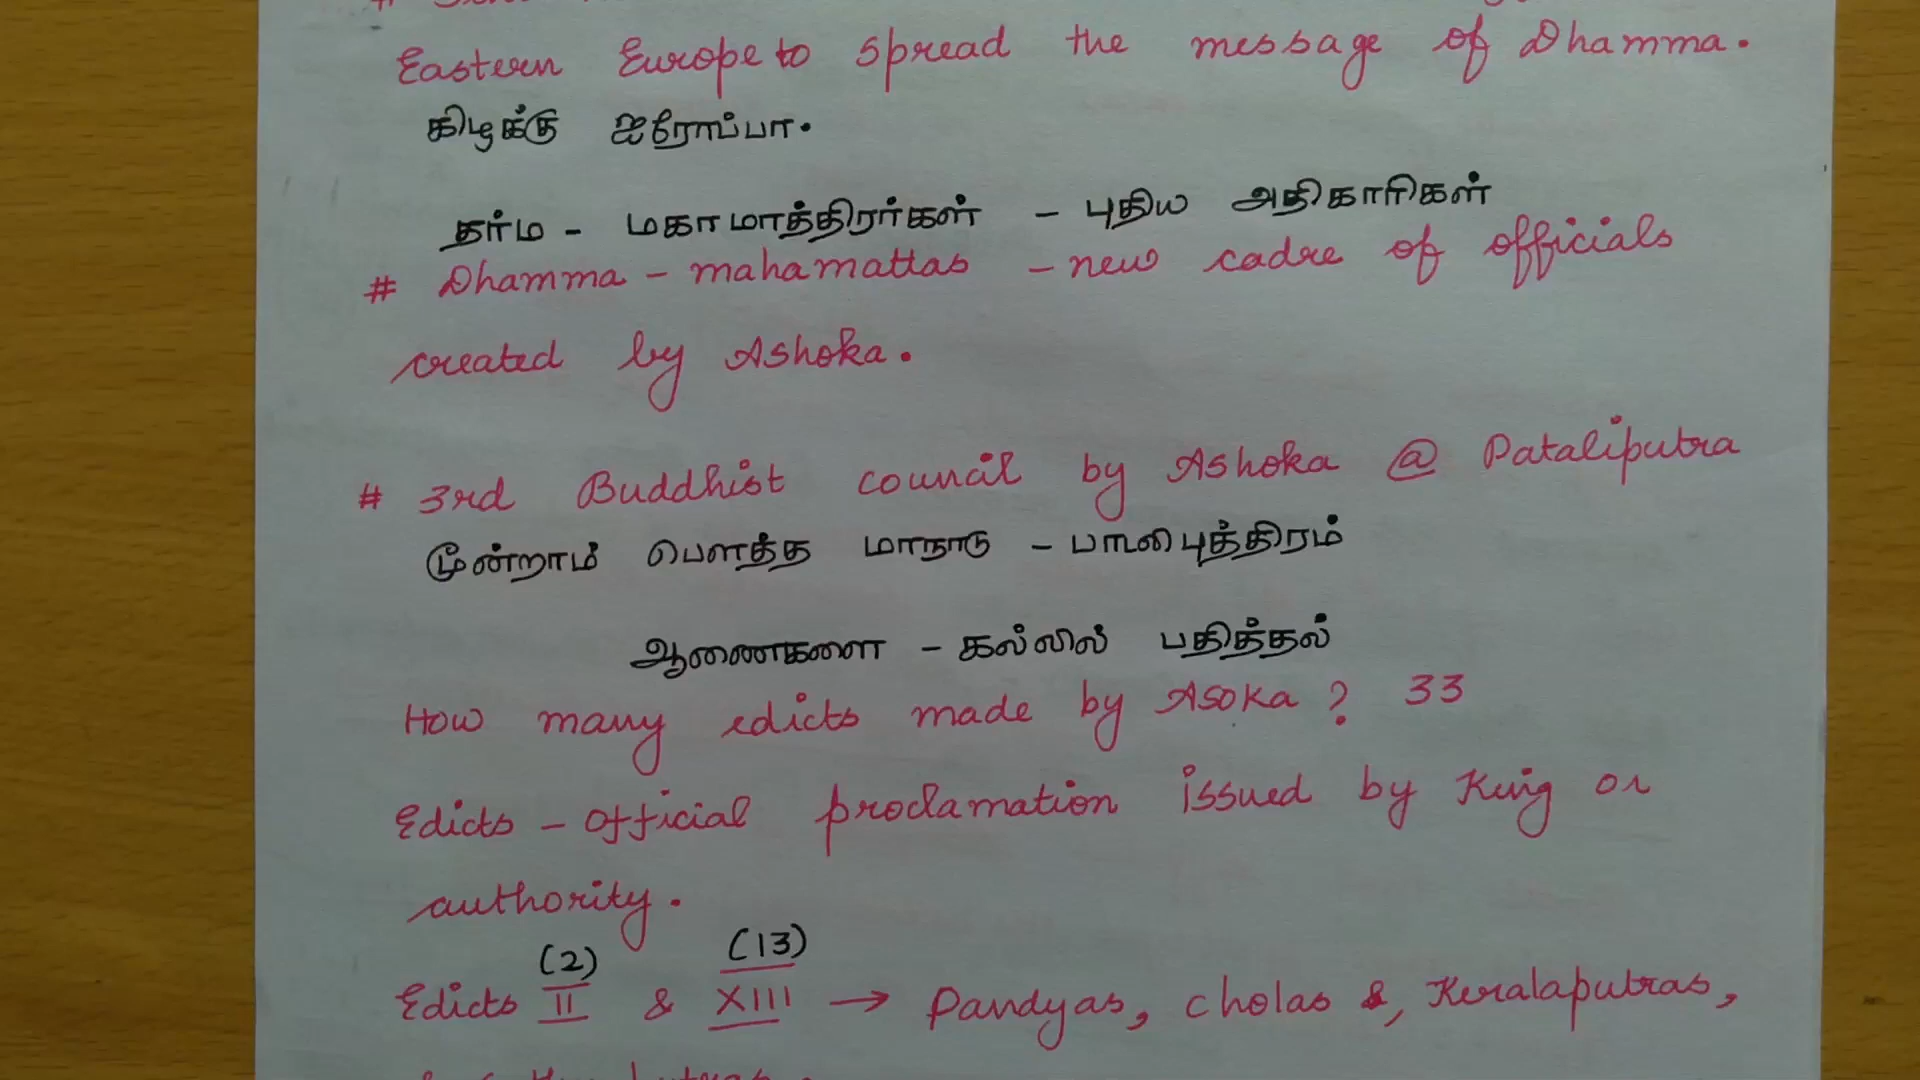 Eastern Europe to spread the message of Dhamma.
கிழக்கு ஐரோப்பா.
தர்ம - மகாமாத்திரர்கள் - புதிய அதிகாரிகள்
# Dhamma - mahamattas - new cadre of officials
created by Ashoka.
# 3rd Buddhist council by Ashoka @ Pataliputra
மூன்றாம் பௌத்த மாநாடு - பாடலிபுத்திரம்
ஆணைகளை - கல்லில் பதித்தல்
How many edicts made by Asoka ? 33
Edicts - official proclamation issued by King or
authority.
(2) (13)
Edicts II & XIII → Pandyas, Cholas &, Keralaputras,